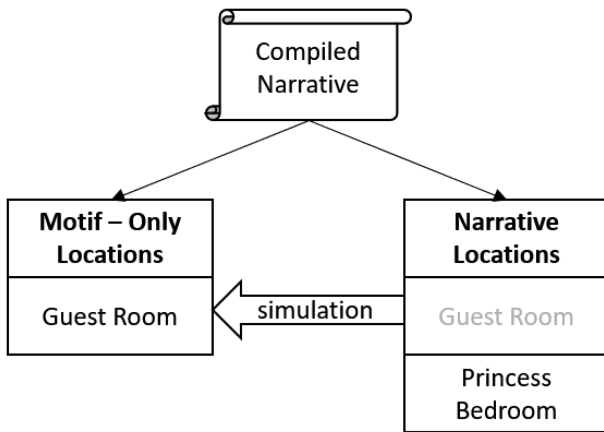 Compiled
Narrative
Motif – Only
Locations
Guest Room
simulation
Narrative
Locations
Guest Room
Princess
Bedroom